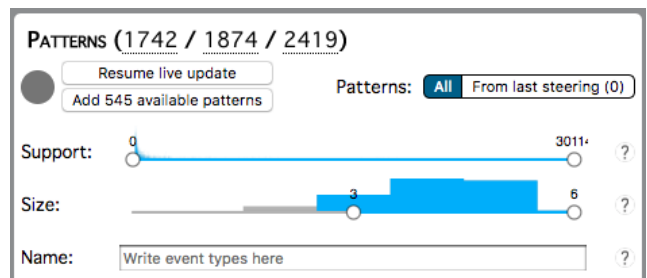 PATTERNS (1742 / 1874 / 2419)
Resume live update
Add 545 available patterns
Patterns: All From last steering (0)
0 30114
Support: ?
3 6
Size: ?
Name: Write event types here ?